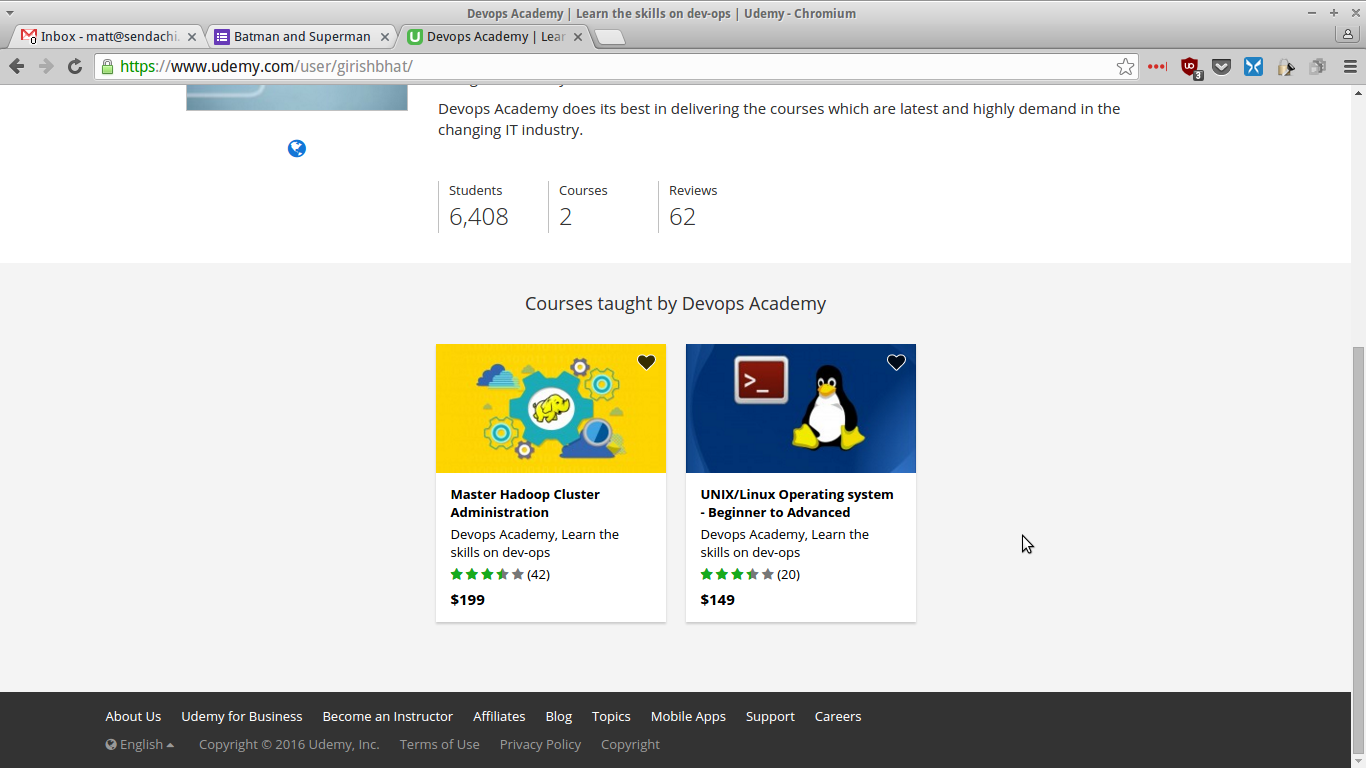 Devops Academy | Learn the skills on dev-ops | Udemy - Chromium
Inbox - matt@sendachi.
Batman and Superman
Devops Academy | Lear
https://www.udemy.com/user/girishbhat/
3
Devops Academy does its best in delivering the courses which are latest and highly demand in the
changing IT industry.
Students
6,408
Courses
2
Reviews
62
Courses taught by Devops Academy
Master Hadoop Cluster
Administration
Devops Academy, Learn the
skills on dev-ops
(42)
$199
>_
UNIX/Linux Operating system
- Beginner to Advanced
Devops Academy, Learn the
skills on dev-ops
(20)
$149
About Us Udemy for Business Become an Instructor Affiliates Blog Topics Mobile Apps Support Careers
English Copyright © 2016 Udemy, Inc. Terms of Use Privacy Policy Copyright